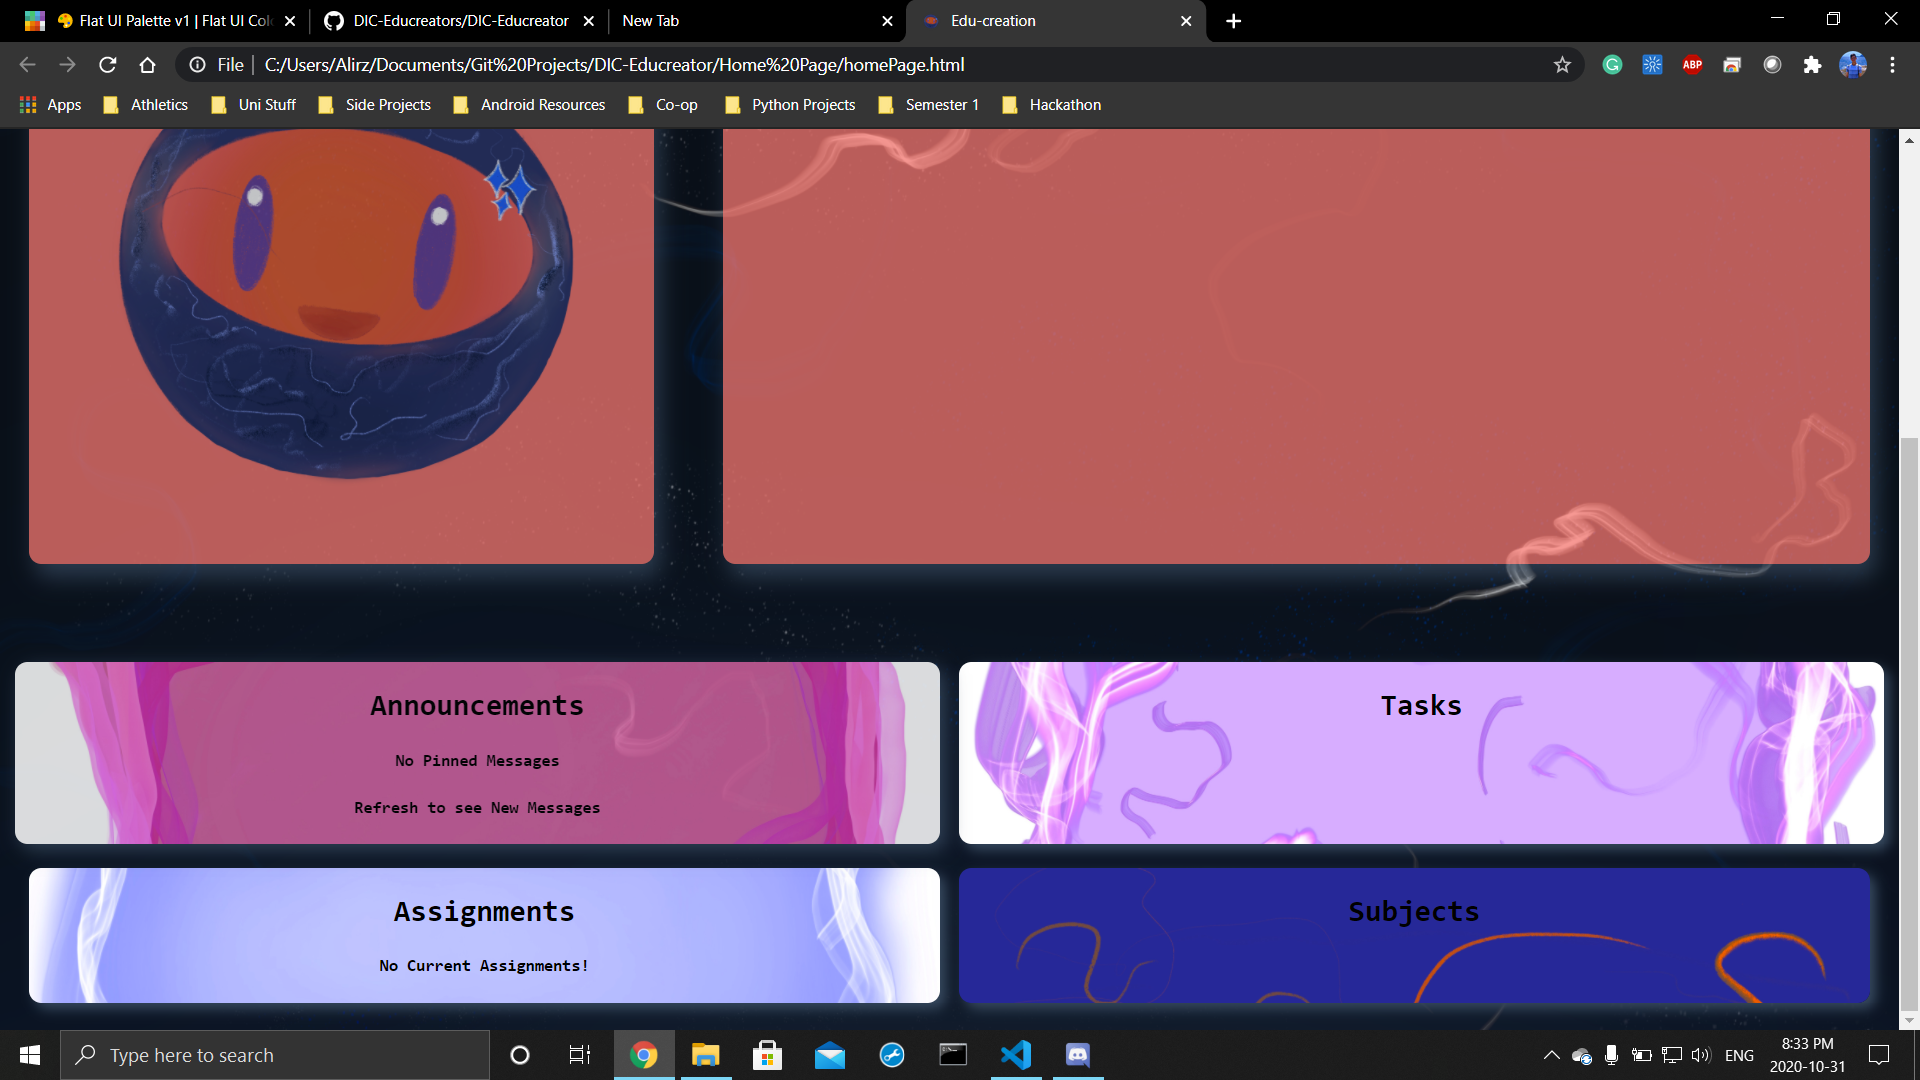 Flat UI Palette v1 | Flat UI Colo
DIC-Educreators/DIC-Educreator
New Tab
Edu-creation
File
C:/Users/Alirz/Documents/Git%20Projects/DIC-Educreator/Home%20Page/homePage.html
ABP
Apps
Athletics
Uni Stuff
Side Projects
Android Resources
Co-op
Python Projects
Semester 1
Hackathon
Announcements
No Pinned Messages
Refresh to see New Messages
Tasks
Assignments
No Current Assignments!
Subjects
Type here to search
ENG
8:33 PM
2020-10-31